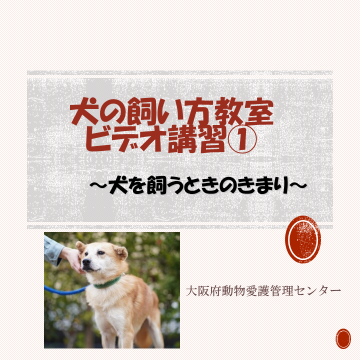 犬の飼い方教室
ビデオ講習①
～犬を飼うときのきまり～
大阪府動物愛護管理センター